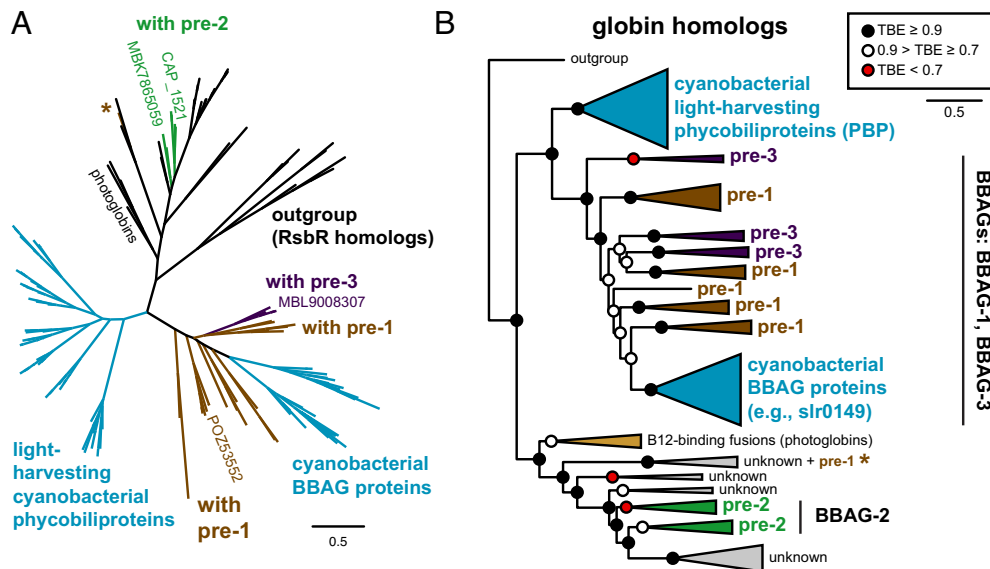 A
with pre-2
MBK7865059
CAP_1521
*
photoglobins
outgroup
(RsbR homologs)
with pre-3
MBL9008307
with pre-1
POZ53552
light-
harvesting
cyanobacterial
phycobiliproteins
with
pre-1
cyanobacterial
BBAG proteins
0.5
B
globin homologs
TBE ≥ 0.9
0.9 > TBE ≥ 0.7
TBE < 0.7
0.5
outgroup
cyanobacterial
light-harvesting
phycobiliproteins (PBP)
pre-3
pre-1
pre-3
pre-3
pre-1
pre-1
pre-1
pre-1
cyanobacterial
BBAG proteins
(e.g., slr0149)
BBAGs: BBAG-1, BBAG-3
B12-binding fusions (photoglobins)
unknown + pre-1 *
unknown
unknown
pre-2
pre-2
BBAG-2
unknown